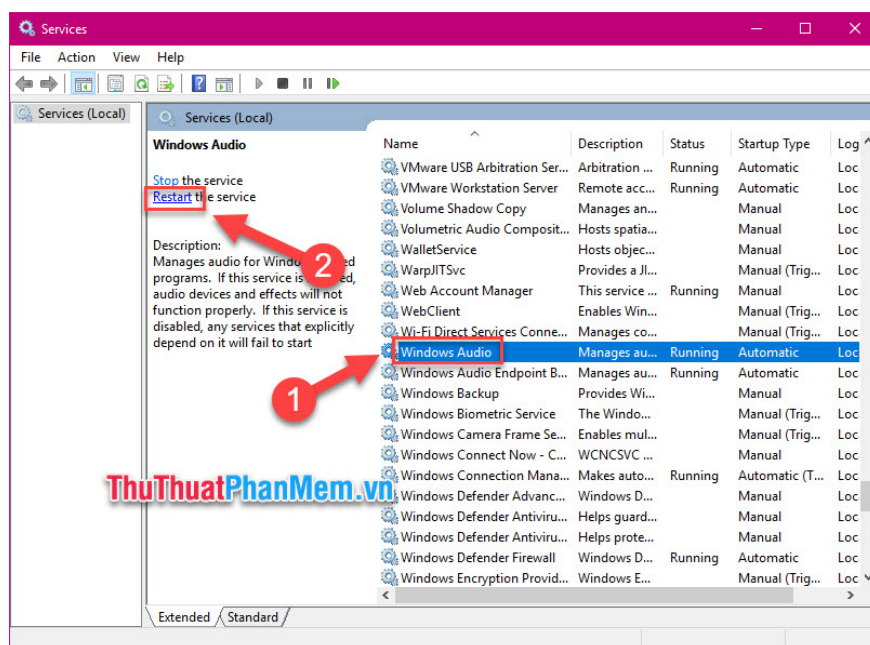 Services
File Action View Help
Services (Local)
Services (Local)
Windows Audio
Stop the service
Restart the service
Description:
Manages audio for Windo ed
programs. If this service is ed,
audio devices and effects will not
function properly. If this service is
disabled, any services that explicitly
depend on it will fail to start
Name Description Status Startup Type Log
VMware USB Arbitration Ser... Arbitration ... Running Automatic Loc
VMware Workstation Server Remote acc... Running Automatic Loc
Volume Shadow Copy Manages an... Manual Loc
Volumetric Audio Composit... Hosts spatia... Manual Loc
WalletService Hosts objec... Manual Loc
WarpJITSvc Provides a JI... Manual (Trig... Loc
Web Account Manager This service ... Running Manual Loc
WebClient Enables Win... Manual (Trig... Loc
Wi-Fi Direct Services Conne... Manages co... Manual (Trig... Loc
Windows Audio Manages au... Running Automatic Loc
Windows Audio Endpoint B... Manages au... Running Automatic Loc
Windows Backup Provides Wi... Manual Loc
Windows Biometric Service The Windo... Manual (Trig... Loc
Windows Camera Frame Se... Enables mul... Manual (Trig... Loc
Windows Connect Now - C... WCNCSVC ... Manual Loc
Windows Connection Mana... Makes auto... Running Automatic (T... Loc
Windows Defender Advanc... Windows D... Manual Loc
Windows Defender Antiviru... Helps guard... Manual Loc
Windows Defender Antiviru... Helps prote... Manual Loc
Windows Defender Firewall Windows D... Running Automatic Loc
Windows Encryption Provid... Windows E... Manual (Trig... Loc
2
1
ThuThuatPhanMem.vn
Extended Standard